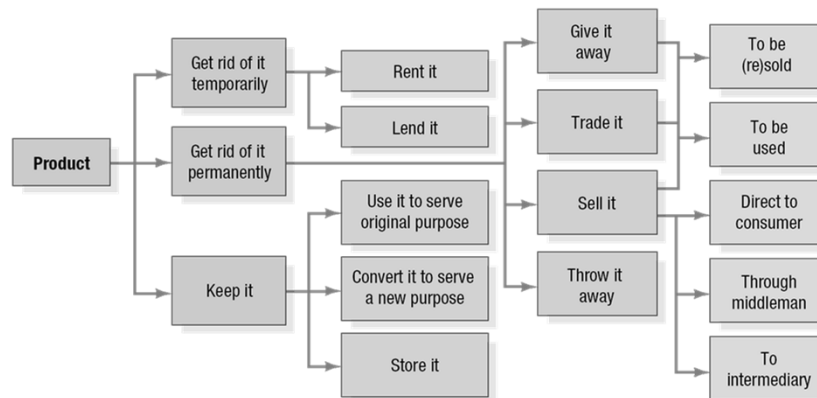 Product
Get rid of it
temporarily
Get rid of it
permanently
Keep it
Rent it
Lend it
Use it to serve
original purpose
Convert it to serve
a new purpose
Store it
Give it
away
Trade it
Sell it
Throw it
away
To be
(re)sold
To be
used
Direct to
consumer
Through
middleman
To
intermediary